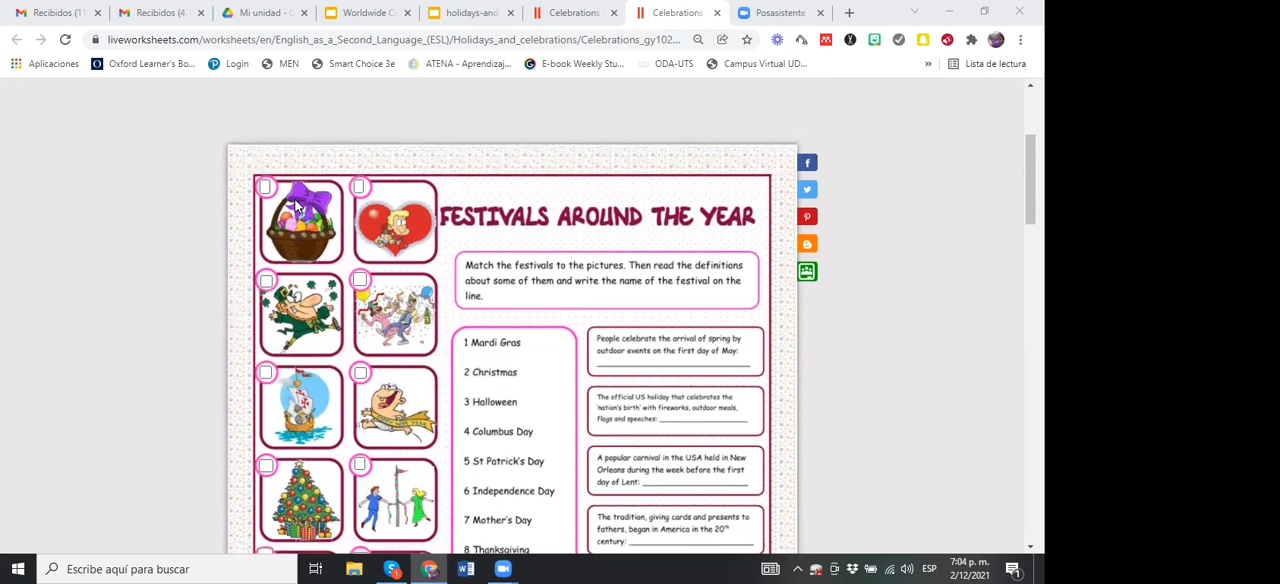 Recibidos (11
Recibidos (4.1
Mi unidad - G
Worldwide Ce
holidays-and
Celebrations
Celebrations
Posasistente
liveworksheets.com/worksheets/en/English_as_a_Second_Language_(ESL)/Holidays_and_celebrations/Celebrations_gy102...
Aplicaciones
Oxford Learner's Bo...
Login
MEN
Smart Choice 3e
ATENA - Aprendizaj...
E-book Weekly Stu...
ODA-UTS
Campus Virtual UD...
»
Lista de lectura
FESTIVALS AROUND THE YEAR
Match the festivals to the pictures. Then read the definitions
about some of them and write the name of the festival on the
line.
1 Mardi Gras
2 Christmas
3 Halloween
4 Columbus Day
5 St Patrick's Day
6 Independence Day
7 Mother's Day
8 Thanksgiving
People celebrate the arrival of spring by
outdoor events on the first day of May:
The official US holiday that celebrates the
'nation's birth' with fireworks, outdoor meals,
flags and speeches:
A popular carnival in the USA held in New
Orleans during the week before the first
day of Lent:
The tradition, giving cards and presents to
fathers, began in America in the 20th
century:
Escribe aquí para buscar
ESP
7:04 p. m.
2/12/2021